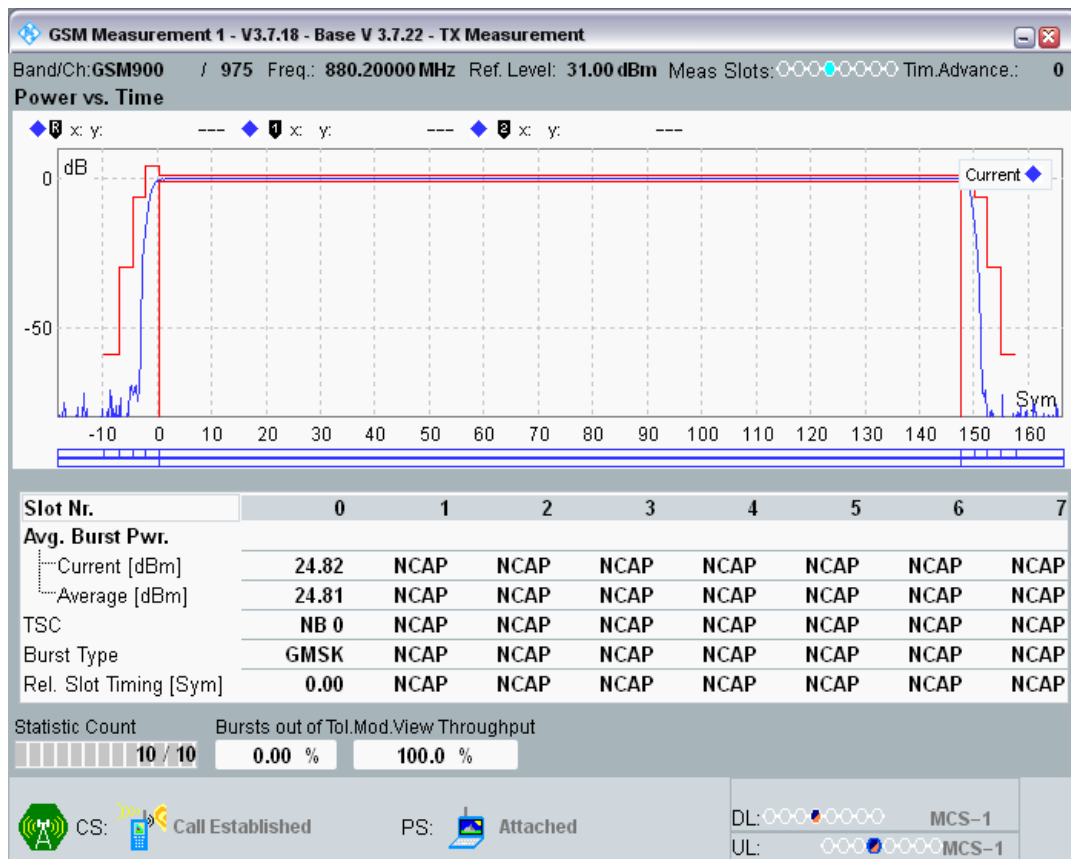 GSM Measurement 1 - V3.7.18 - Base V 3.7.22 - TX Measurement
Band/Ch: GSM900 / 975 Freq.: 880.20000 MHz Ref. Level: 31.00 dBm Meas Slots: Tim.Advance.: 0
Power vs. Time
R x: y: --- 1 x: y: --- 2 x: y: ---
dB
Current
0
-50
Sym
-10 0 10 20 30 40 50 60 70 80 90 100 110 120 130 140 150 160
Slot Nr. 0 1 2 3 4 5 6 7
Avg. Burst Pwr.
Current [dBm] 24.82 NCAP NCAP NCAP NCAP NCAP NCAP NCAP
Average [dBm] 24.81 NCAP NCAP NCAP NCAP NCAP NCAP NCAP
TSC NB 0 NCAP NCAP NCAP NCAP NCAP NCAP NCAP
Burst Type GMSK NCAP NCAP NCAP NCAP NCAP NCAP NCAP
Rel. Slot Timing [Sym] 0.00 NCAP NCAP NCAP NCAP NCAP NCAP NCAP
Statistic Count Bursts out of Tol. Mod.View Throughput
10 / 10 0.00 % 100.0 %
CS: Call Established PS: Attached DL: MCS-1
UL: MCS-1